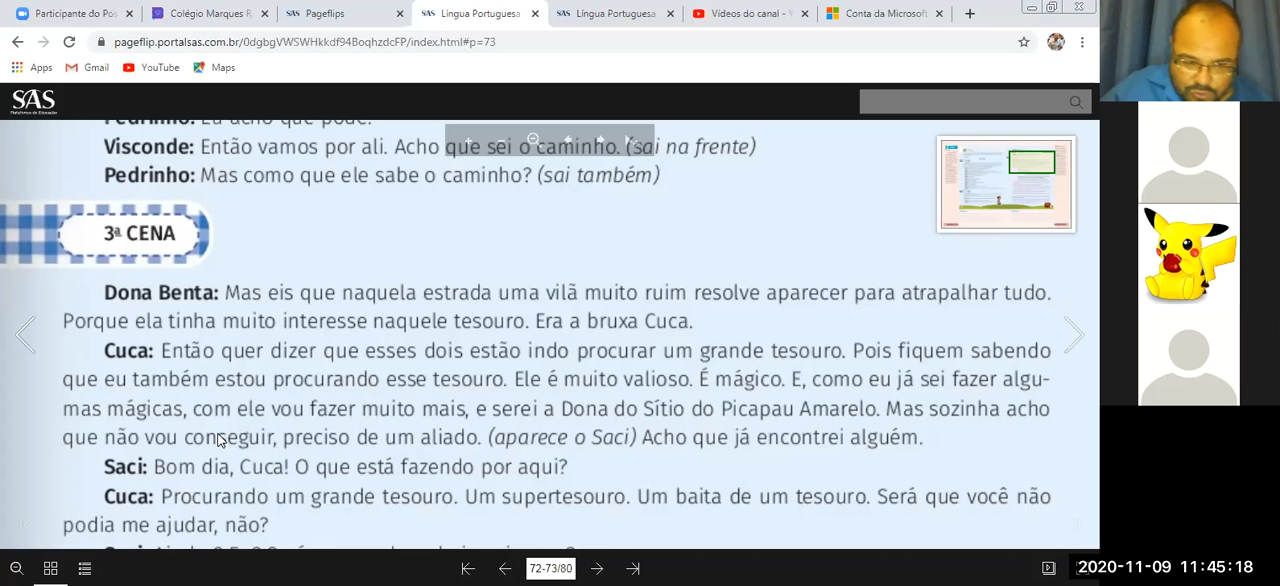 Participante do Pos
Colégio Marques R
Pageflips
Língua Portuguesa
Língua Portuguesa
Vídeos do canal - 
Conta da Microsof
pageflip.portalsas.com.br/0dgbgVWSWHkkdf94BoqhzdcFP/index.html#p=73
Apps
Gmail
YouTube
Maps
SAS
Pedrinho: Eu acho que pode.
Visconde: Então vamos por ali. Acho que sei o caminho. (sai na frente)
Pedrinho: Mas como que ele sabe o caminho? (sai também)
3ª CENA
Dona Benta: Mas eis que naquela estrada uma vilã muito ruim resolve aparecer para atrapalhar tudo.
Porque ela tinha muito interesse naquele tesouro. Era a bruxa Cuca.
Cuca: Então quer dizer que esses dois estão indo procurar um grande tesouro. Pois fiquem sabendo
que eu também estou procurando esse tesouro. Ele é muito valioso. É mágico. E, como eu já sei fazer algu-
mas mágicas, com ele vou fazer muito mais, e serei a Dona do Sítio do Picapau Amarelo. Mas sozinha acho
que não vou conseguir, preciso de um aliado. (aparece o Saci) Acho que já encontrei alguém.
Saci: Bom dia, Cuca! O que está fazendo por aqui?
Cuca: Procurando um grande tesouro. Um supertesouro. Um baita de um tesouro. Será que você não
podia me ajudar, não?
72-73/80
2020-11-09 11:45:18